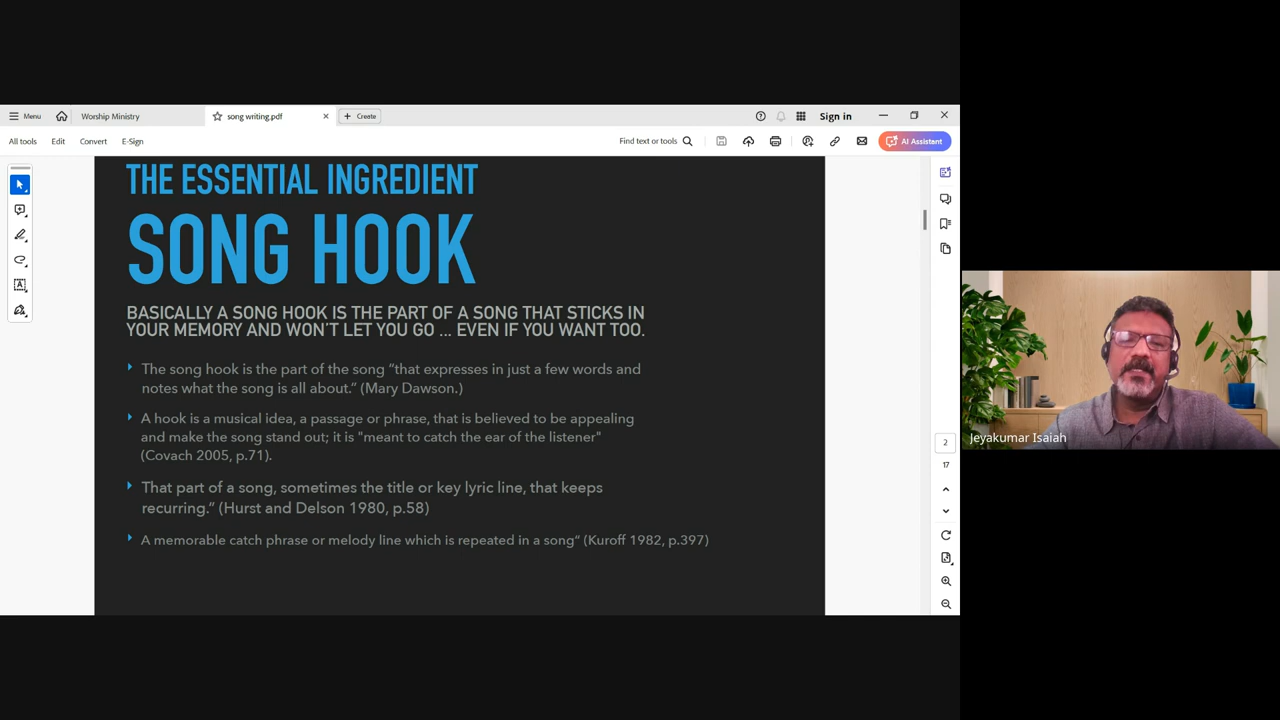 Menu
Worship Ministry
song writing.pdf
Create
Sign in
All tools
Edit
Convert
E-Sign
Find text or tools
AI Assistant
THE ESSENTIAL INGREDIENT
SONG HOOK
BASICALLY A SONG HOOK IS THE PART OF A SONG THAT STICKS IN
YOUR MEMORY AND WON'T LET YOU GO ... EVEN IF YOU WANT TOO.
The song hook is the part of the song “that expresses in just a few words and
notes what the song is all about.” (Mary Dawson.)
A hook is a musical idea, a passage or phrase, that is believed to be appealing
and make the song stand out; it is "meant to catch the ear of the listener"
(Covach 2005, p.71).
That part of a song, sometimes the title or key lyric line, that keeps
recurring.” (Hurst and Delson 1980, p.58)
A memorable catch phrase or melody line which is repeated in a song” (Kuroff 1982, p.397)
2
17
Jeyakumar Isaiah